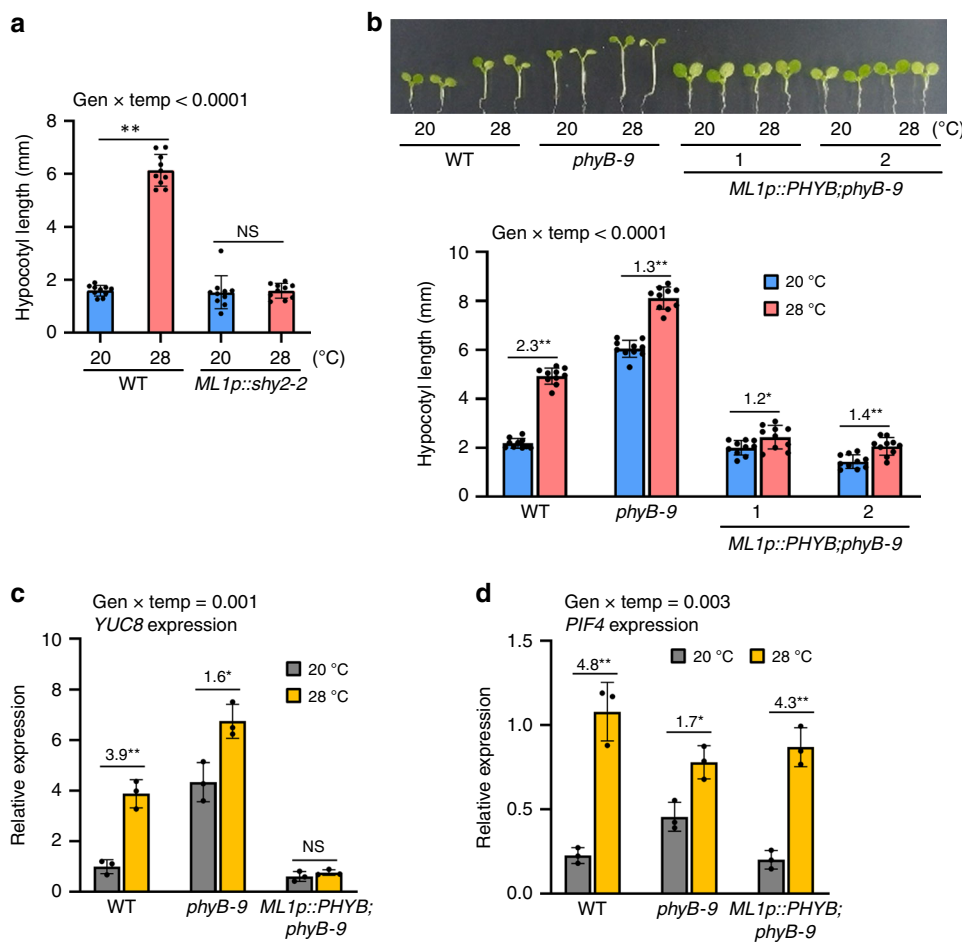 a
Gen × temp < 0.0001
Hypocotyl length (mm)
8
6
4
2
0
**
NS
20 28 20 28 (°C)
WT ML1p::shy2-2
b
20 28 20 28 20 28 20 28 (°C)
WT phyB-9 1 2
ML1p::PHYB;phyB-9
Gen × temp < 0.0001
Hypocotyl length (mm)
10
8
6
4
2
0
20 °C
28 °C
2.3**
1.3**
1.2*
1.4**
WT phyB-9 1 2
ML1p::PHYB;phyB-9
c
Gen × temp = 0.001
YUC8 expression
Relative expression
10
8
6
4
2
0
20 °C
28 °C
3.9**
1.6*
NS
WT phyB-9 ML1p::PHYB;
phyB-9
d
Gen × temp = 0.003
PIF4 expression
Relative expression
1.5
1.0
0.5
0.0
20 °C 28 °C
4.8**
1.7*
4.3**
WT phyB-9 ML1p::PHYB;
phyB-9